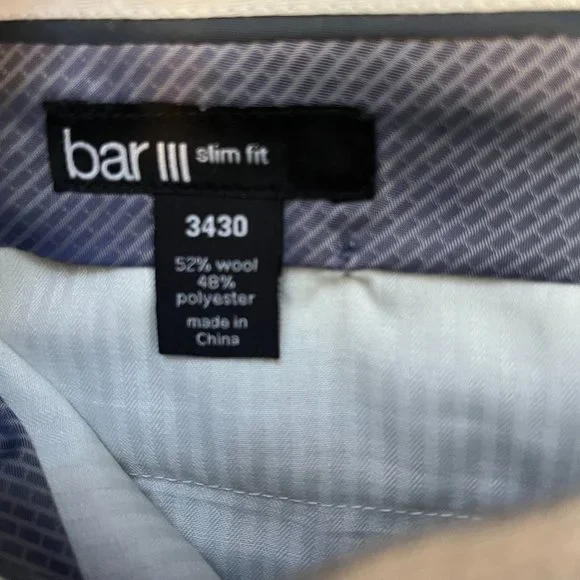 bar III slim fit
3430
52% wool
48%
polyester
made in
China